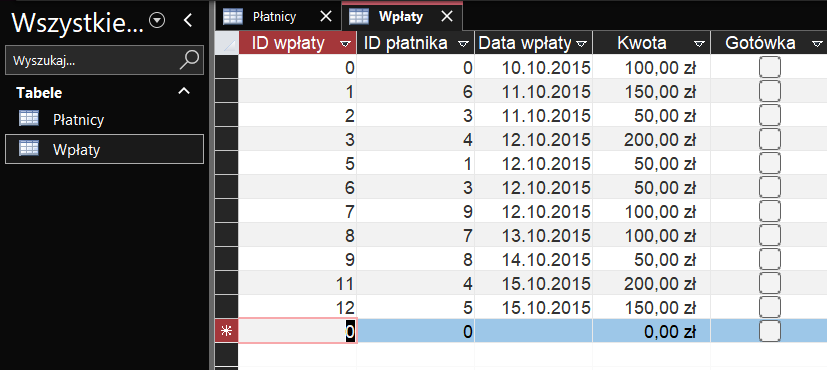 Wszystkie...
Wyszukaj...
Tabele
Płatnicy
Wpłaty
Płatnicy Wpłaty
ID wpłaty ID płatnika Data wpłaty Kwota Gotówka
0 0 10.10.2015 100,00 zł
1 6 11.10.2015 150,00 zł
2 3 11.10.2015 50,00 zł
3 4 12.10.2015 200,00 zł
5 1 12.10.2015 50,00 zł
6 3 12.10.2015 50,00 zł
7 9 12.10.2015 100,00 zł
8 7 13.10.2015 100,00 zł
9 8 14.10.2015 50,00 zł
11 4 15.10.2015 200,00 zł
12 5 15.10.2015 150,00 zł
0 0 0,00 zł